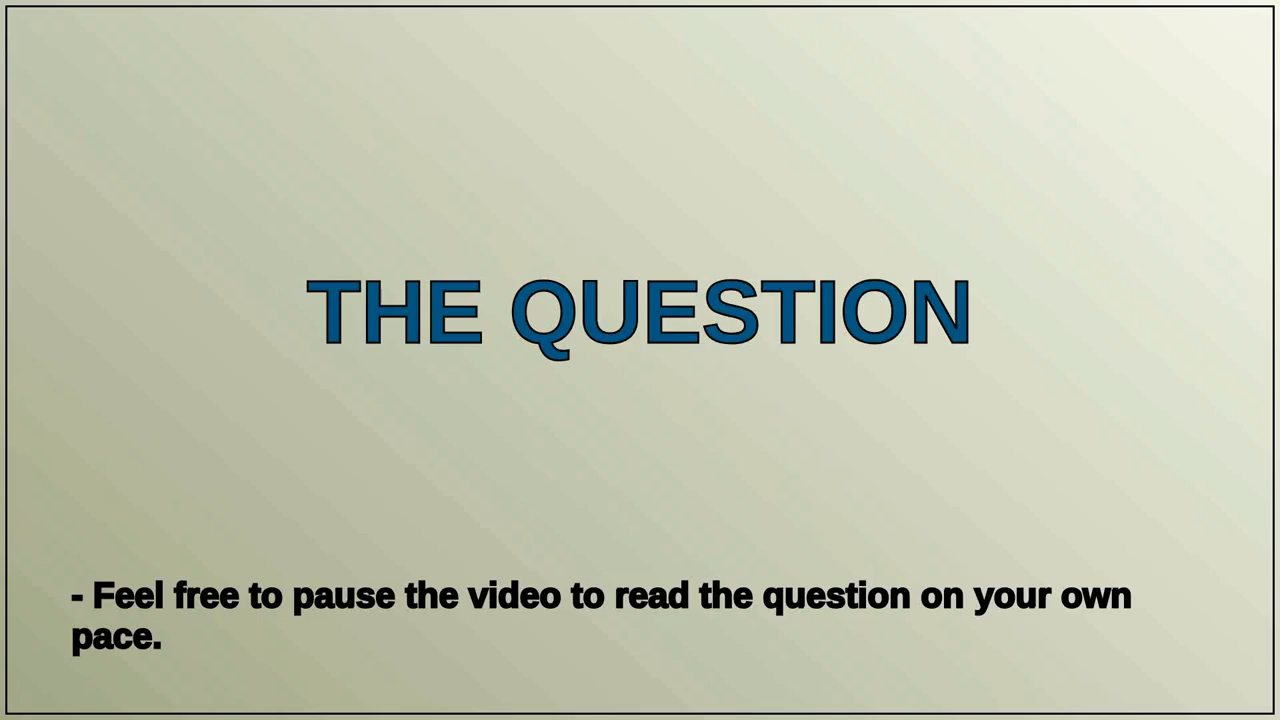 THE QUESTION
- Feel free to pause the video to read the question on your own
pace.